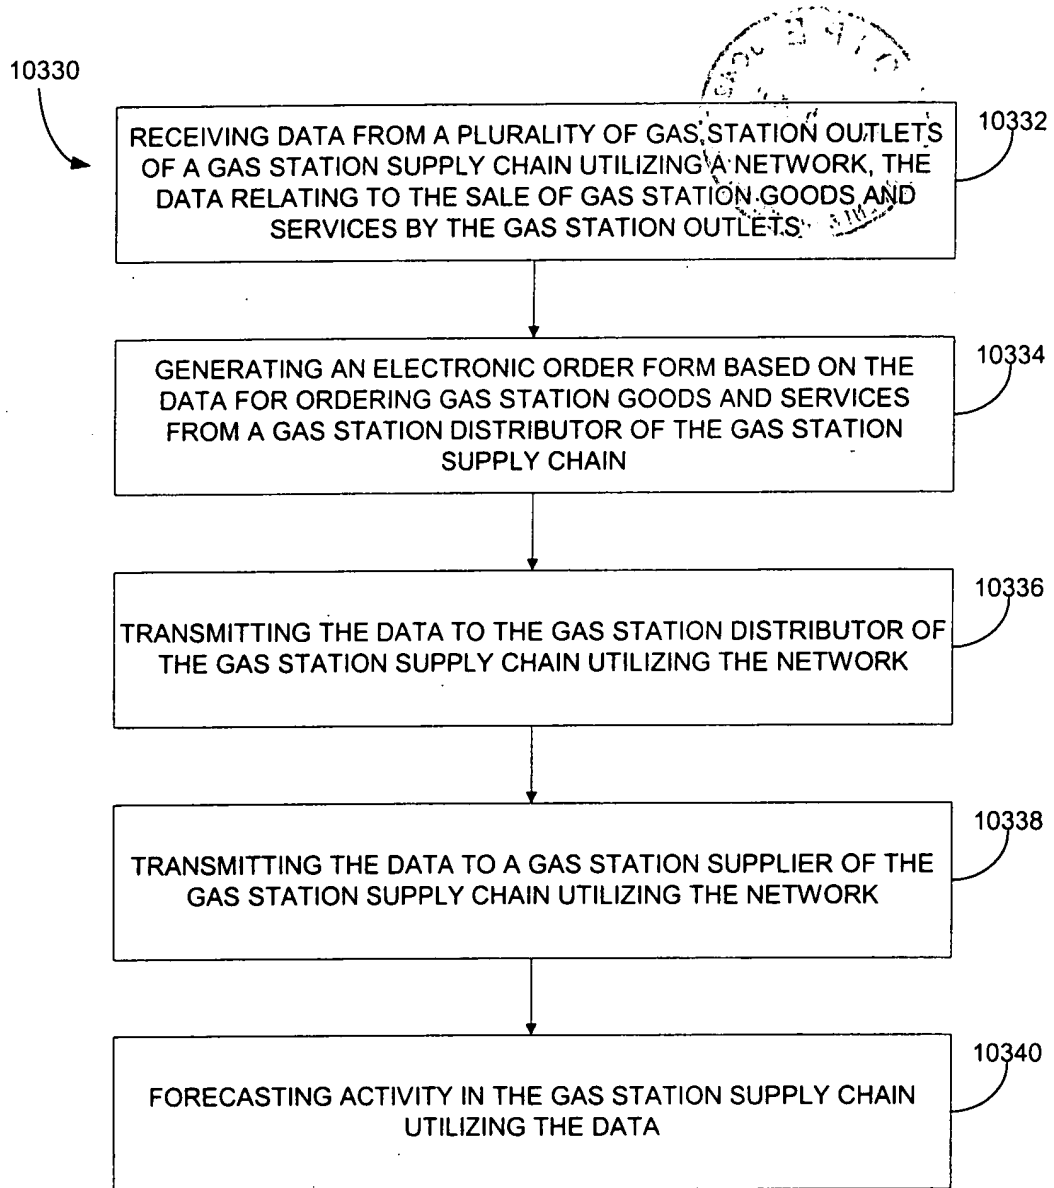 10330
RECEIVING DATA FROM A PLURALITY OF GAS STATION OUTLETS
OF A GAS STATION SUPPLY CHAIN UTILIZING A NETWORK, THE
DATA RELATING TO THE SALE OF GAS STATION GOODS AND
SERVICES BY THE GAS STATION OUTLETS
10332
GENERATING AN ELECTRONIC ORDER FORM BASED ON THE
DATA FOR ORDERING GAS STATION GOODS AND SERVICES
FROM A GAS STATION DISTRIBUTOR OF THE GAS STATION
SUPPLY CHAIN
10334
TRANSMITTING THE DATA TO THE GAS STATION DISTRIBUTOR OF
THE GAS STATION SUPPLY CHAIN UTILIZING THE NETWORK
10336
TRANSMITTING THE DATA TO A GAS STATION SUPPLIER OF THE
GAS STATION SUPPLY CHAIN UTILIZING THE NETWORK
10338
FORECASTING ACTIVITY IN THE GAS STATION SUPPLY CHAIN
UTILIZING THE DATA
10340